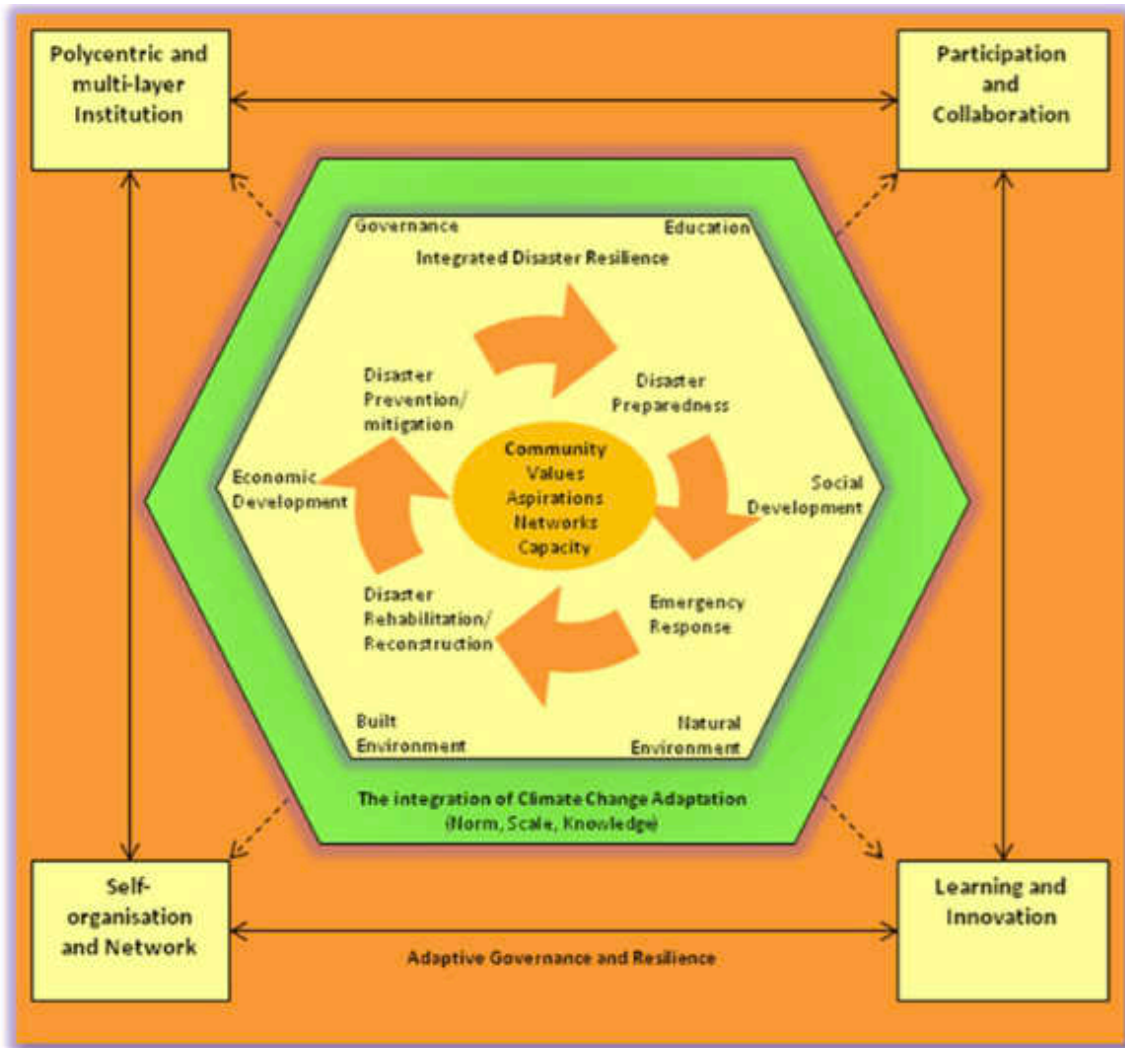 Polycentric and
multi-layer
Institution
Participation
and
Collaboration
Governance
Education
Integrated Disaster Resilience
Disaster
Prevention/
mitigation
Disaster
Preparedness
Community
Values
Aspirations
Networks
Capacity
Economic
Development
Social
Development
Disaster
Rehabilitation/
Reconstruction
Emergency
Response
Built
Environment
Natural
Environment
The integration of Climate Change Adaptation
(Norm, Scale, Knowledge)
Self-
organisation
and Network
Learning and
Innovation
Adaptive Governance and Resilience